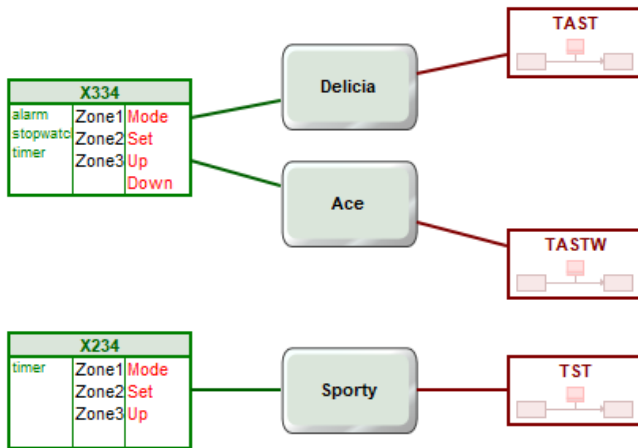 TAST
Delicia
X334
alarm Zone1 Mode
stopwatc Zone2 Set
timer Zone3 Up
Down
Ace
TASTW
X234
timer Zone1 Mode
Zone2 Set
Zone3 Up
Sporty
TST